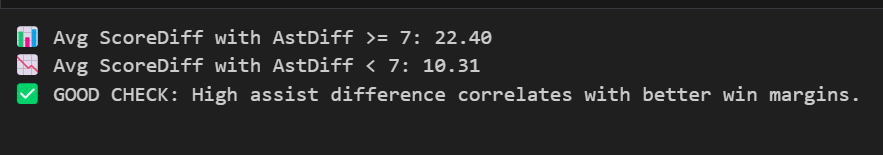 📊 Avg ScoreDiff with AstDiff >= 7: 22.40
📉 Avg ScoreDiff with AstDiff < 7: 10.31
✅ GOOD CHECK: High assist difference correlates with better win margins.